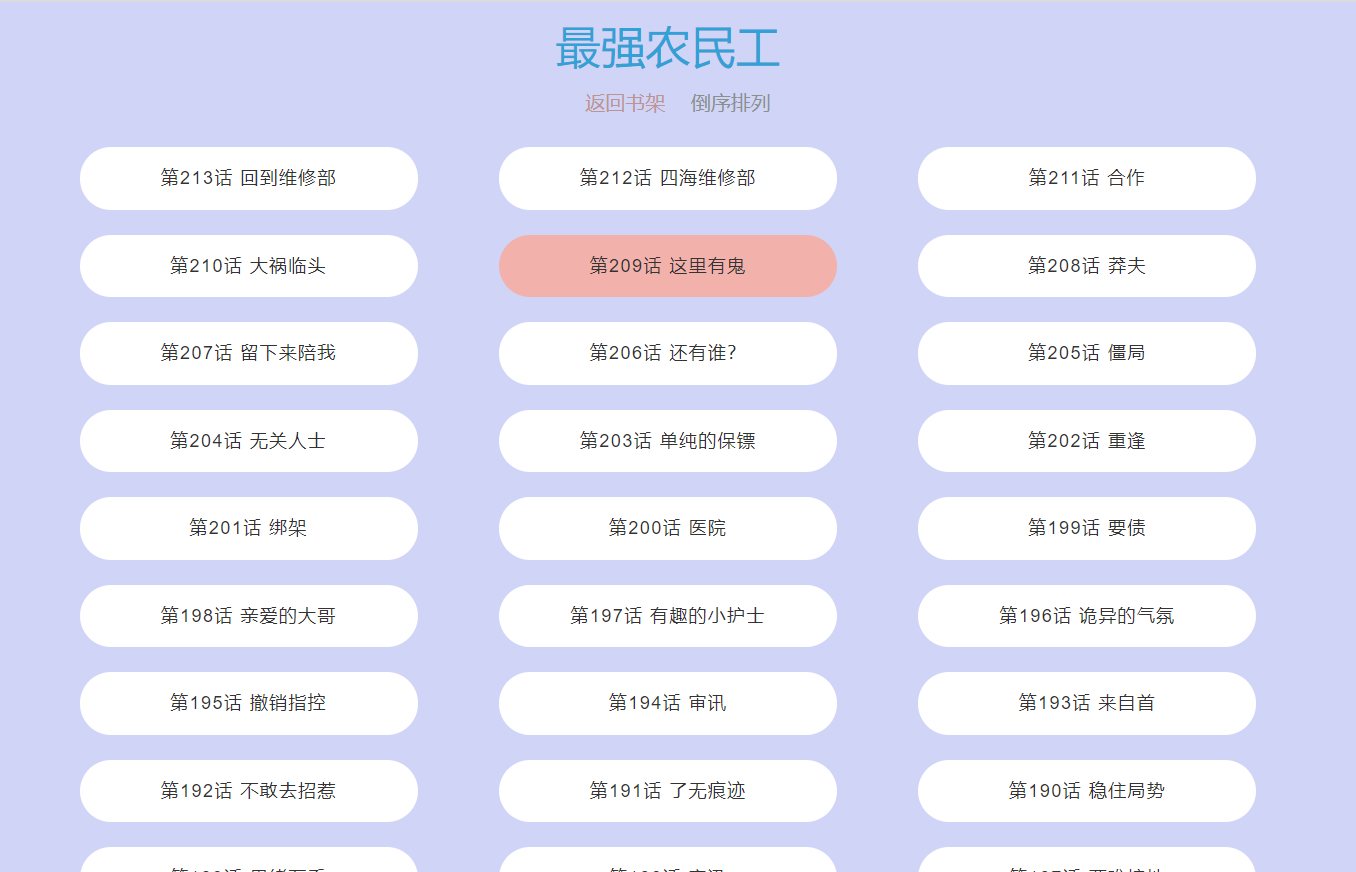 最强农民工
返回书架 倒序排列
第213话 回到维修部 第212话 四海维修部 第211话 合作
第210话 大祸临头 第209话 这里有鬼 第208话 莽夫
第207话 留下来陪我 第206话 还有谁? 第205话 僵局
第204话 无关人士 第203话 单纯的保镖 第202话 重逢
第201话 绑架 第200话 医院 第199话 要债
第198话 亲爱的大哥 第197话 有趣的小护士 第196话 诡异的气氛
第195话 撤销指控 第194话 审讯 第193话 来自首
第192话 不敢去招惹 第191话 了无痕迹 第190话 稳住局势